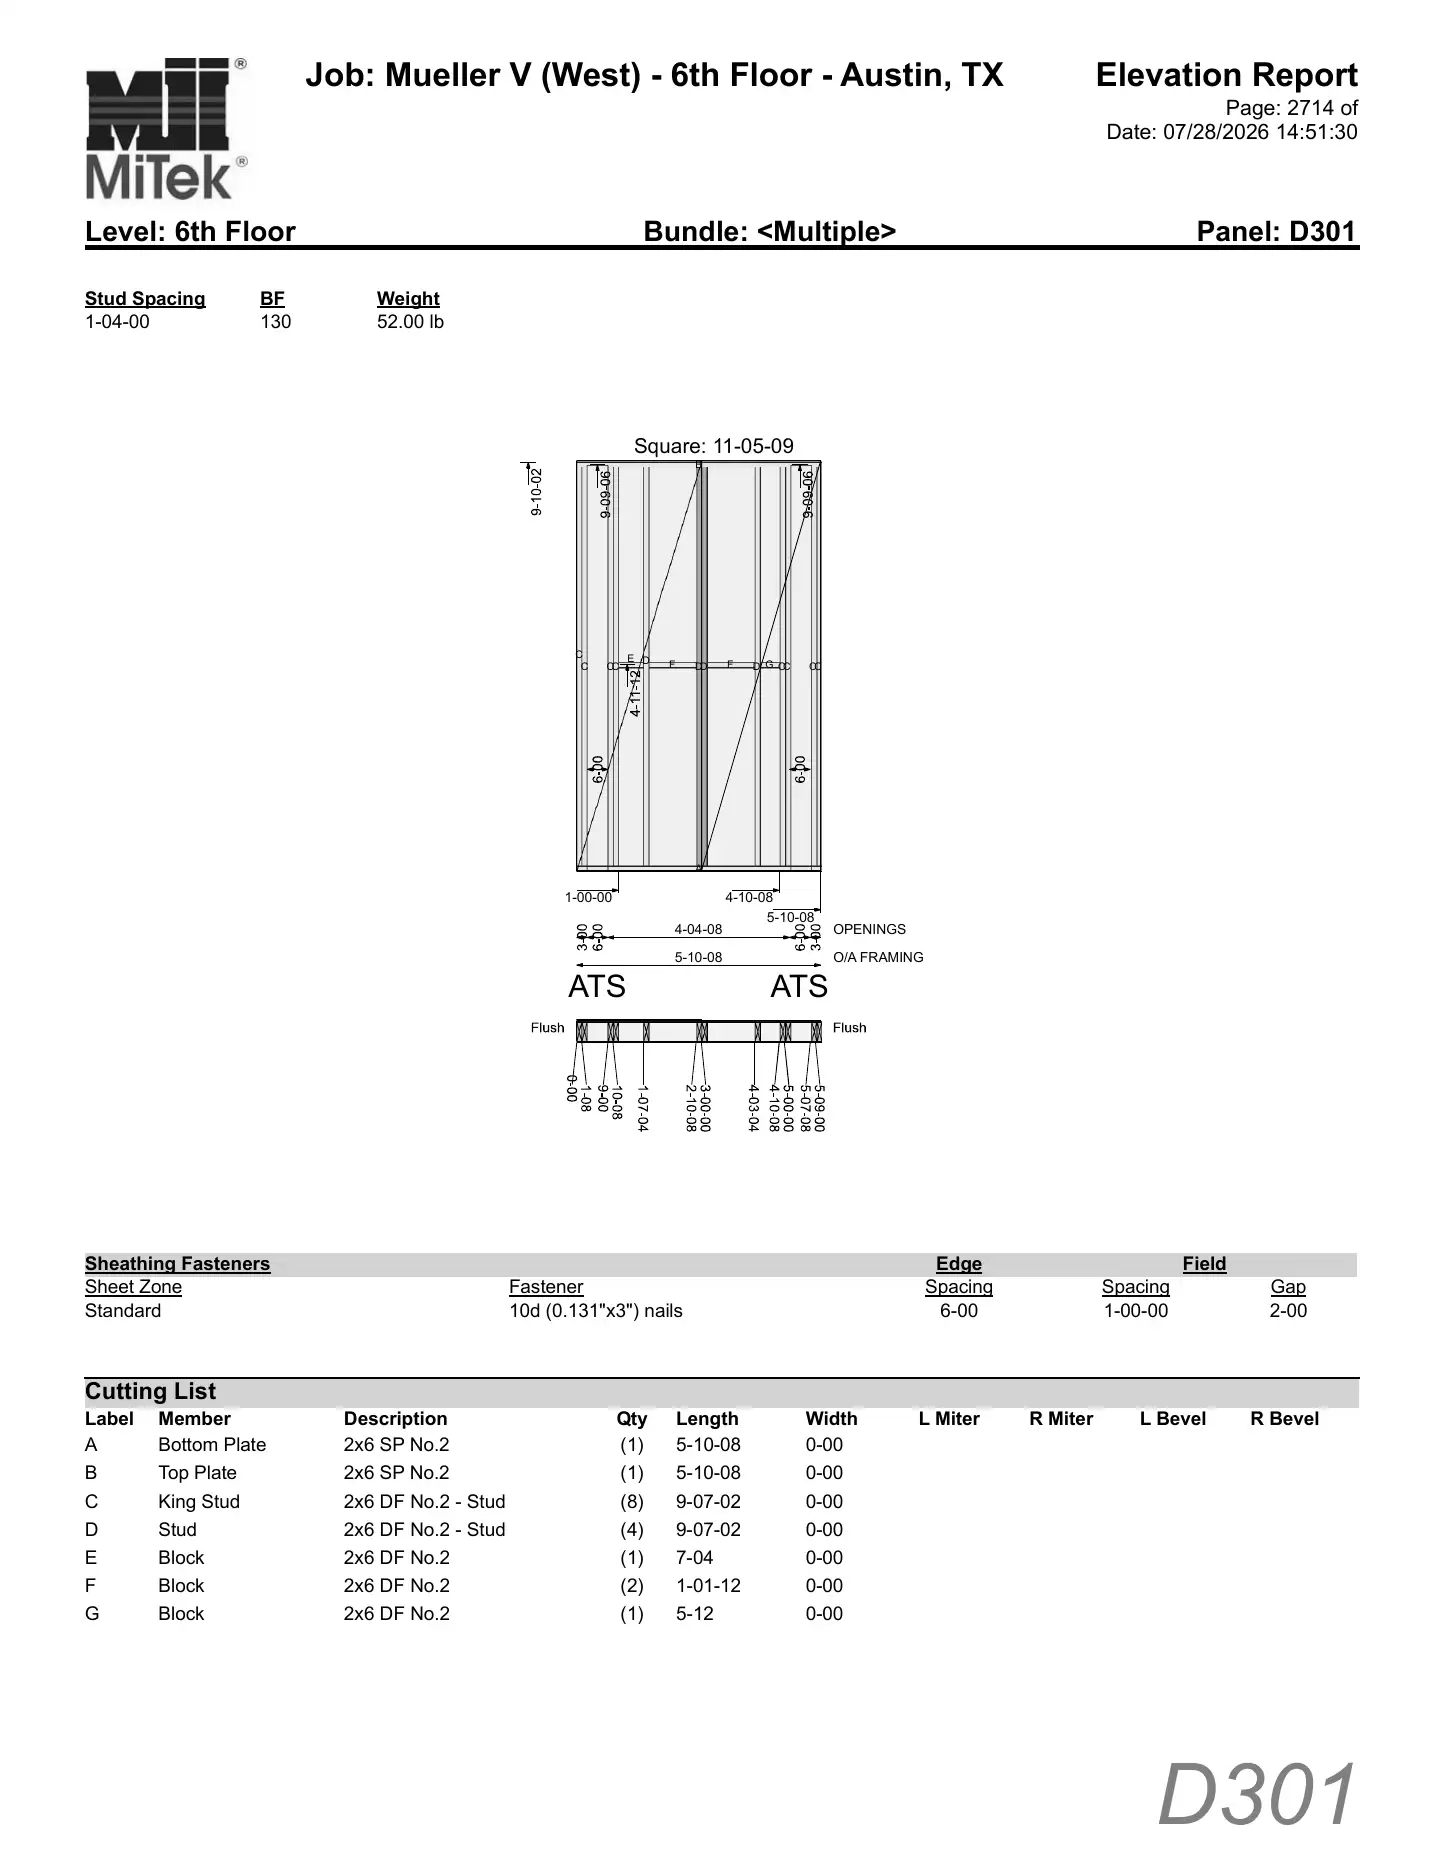 Job: Mueller V (West) - 6th Floor - Austin, TX
Elevation Report
Page: 2714 of
Date: 07/28/2026 14:51:30
MiTek®
Level: 6th Floor Bundle: <Multiple> Panel: D301
Stud Spacing BF Weight
1-04-00 130 52.00 lb
Square: 11-05-09
9-10-02 9-09-06 9-09-06
C C E D F F D G C
4-11-12
6-00 6-00
1-00-00 4-10-08
5-10-08
3-00 6-00 4-04-08 6-00 3-00 OPENINGS
5-10-08 O/A FRAMING
ATS ATS
Flush Flush
0-00 1-08 9-00 10-08 1-07-04 2-10-08 3-00-00 4-03-04 4-10-08 5-00-00 5-07-08 5-09-00
Sheathing Fasteners Edge Field
Sheet Zone Fastener Spacing Spacing Gap
Standard 10d (0.131"x3") nails 6-00 1-00-00 2-00
Cutting List
Label Member Description Qty Length Width L Miter R Miter L Bevel R Bevel
A Bottom Plate 2x6 SP No.2 (1) 5-10-08 0-00
B Top Plate 2x6 SP No.2 (1) 5-10-08 0-00
C King Stud 2x6 DF No.2 - Stud (8) 9-07-02 0-00
D Stud 2x6 DF No.2 - Stud (4) 9-07-02 0-00
E Block 2x6 DF No.2 (1) 7-04 0-00
F Block 2x6 DF No.2 (2) 1-01-12 0-00
G Block 2x6 DF No.2 (1) 5-12 0-00
D301